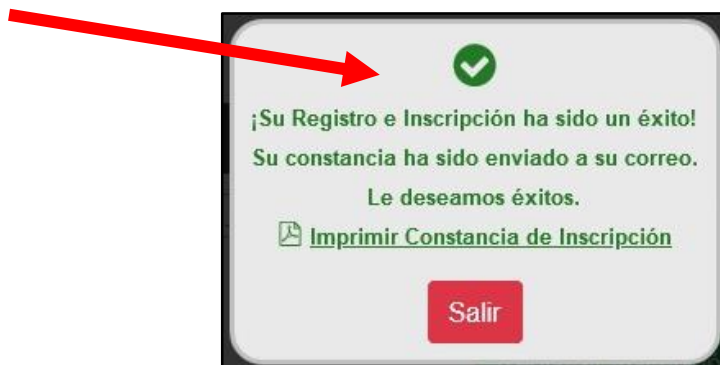 ¡Su Registro e Inscripción ha sido un éxito!
Su constancia ha sido enviado a su correo.
Le deseamos éxitos.
Imprimir Constancia de Inscripción
Salir